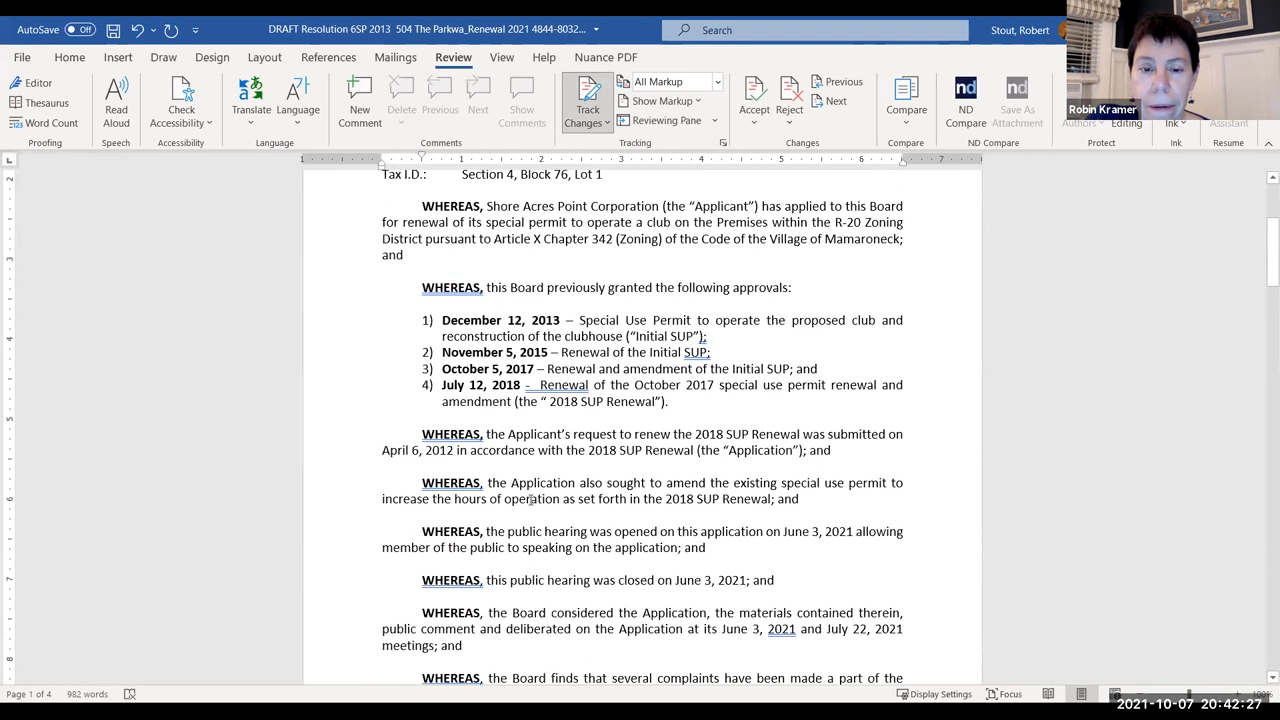 AutoSave Off DRAFT Resolution 6SP 2013 504 The Parkwa_Renewal 2021 4844-8032... Search Stout, Robert
File Home Insert Draw Design Layout References Mailings Review View Help Nuance PDF
Editor
Thesaurus
Word Count
Proofing
Read Aloud
Speech
Check Accessibility
Accessibility
Translate Language
Language
New Comment Delete Previous Next Show Comments
Comments
Track Changes
All Markup
Show Markup
Reviewing Pane
Tracking
Accept Reject
Previous
Next
Changes
Compare
Compare
ND Compare Save As Attachment
ND Compare
Authors Editing
Protect
Ink
Ink
Assistant
Resume
Robin Kramer
1 1 2 3 4 5 6 7
2
3
4
5
6
7
8
Tax I.D.: Section 4, Block 76, Lot 1
WHEREAS, Shore Acres Point Corporation (the “Applicant”) has applied to this Board
for renewal of its special permit to operate a club on the Premises within the R-20 Zoning
District pursuant to Article X Chapter 342 (Zoning) of the Code of the Village of Mamaroneck;
and
WHEREAS, this Board previously granted the following approvals:
1) December 12, 2013 – Special Use Permit to operate the proposed club and
reconstruction of the clubhouse (“Initial SUP”);
2) November 5, 2015 – Renewal of the Initial SUP;
3) October 5, 2017 – Renewal and amendment of the Initial SUP; and
4) July 12, 2018 - Renewal of the October 2017 special use permit renewal and
amendment (the “ 2018 SUP Renewal”).
WHEREAS, the Applicant’s request to renew the 2018 SUP Renewal was submitted on
April 6, 2012 in accordance with the 2018 SUP Renewal (the “Application”); and
WHEREAS, the Application also sought to amend the existing special use permit to
increase the hours of operation as set forth in the 2018 SUP Renewal; and
WHEREAS, the public hearing was opened on this application on June 3, 2021 allowing
member of the public to speaking on the application; and
WHEREAS, this public hearing was closed on June 3, 2021; and
WHEREAS, the Board considered the Application, the materials contained therein,
public comment and deliberated on the Application at its June 3, 2021 and July 22, 2021
meetings; and
WHEREAS, the Board finds that several complaints have been made a part of the
Page 1 of 4 982 words Display Settings Focus
2021-10-07 20:42:27